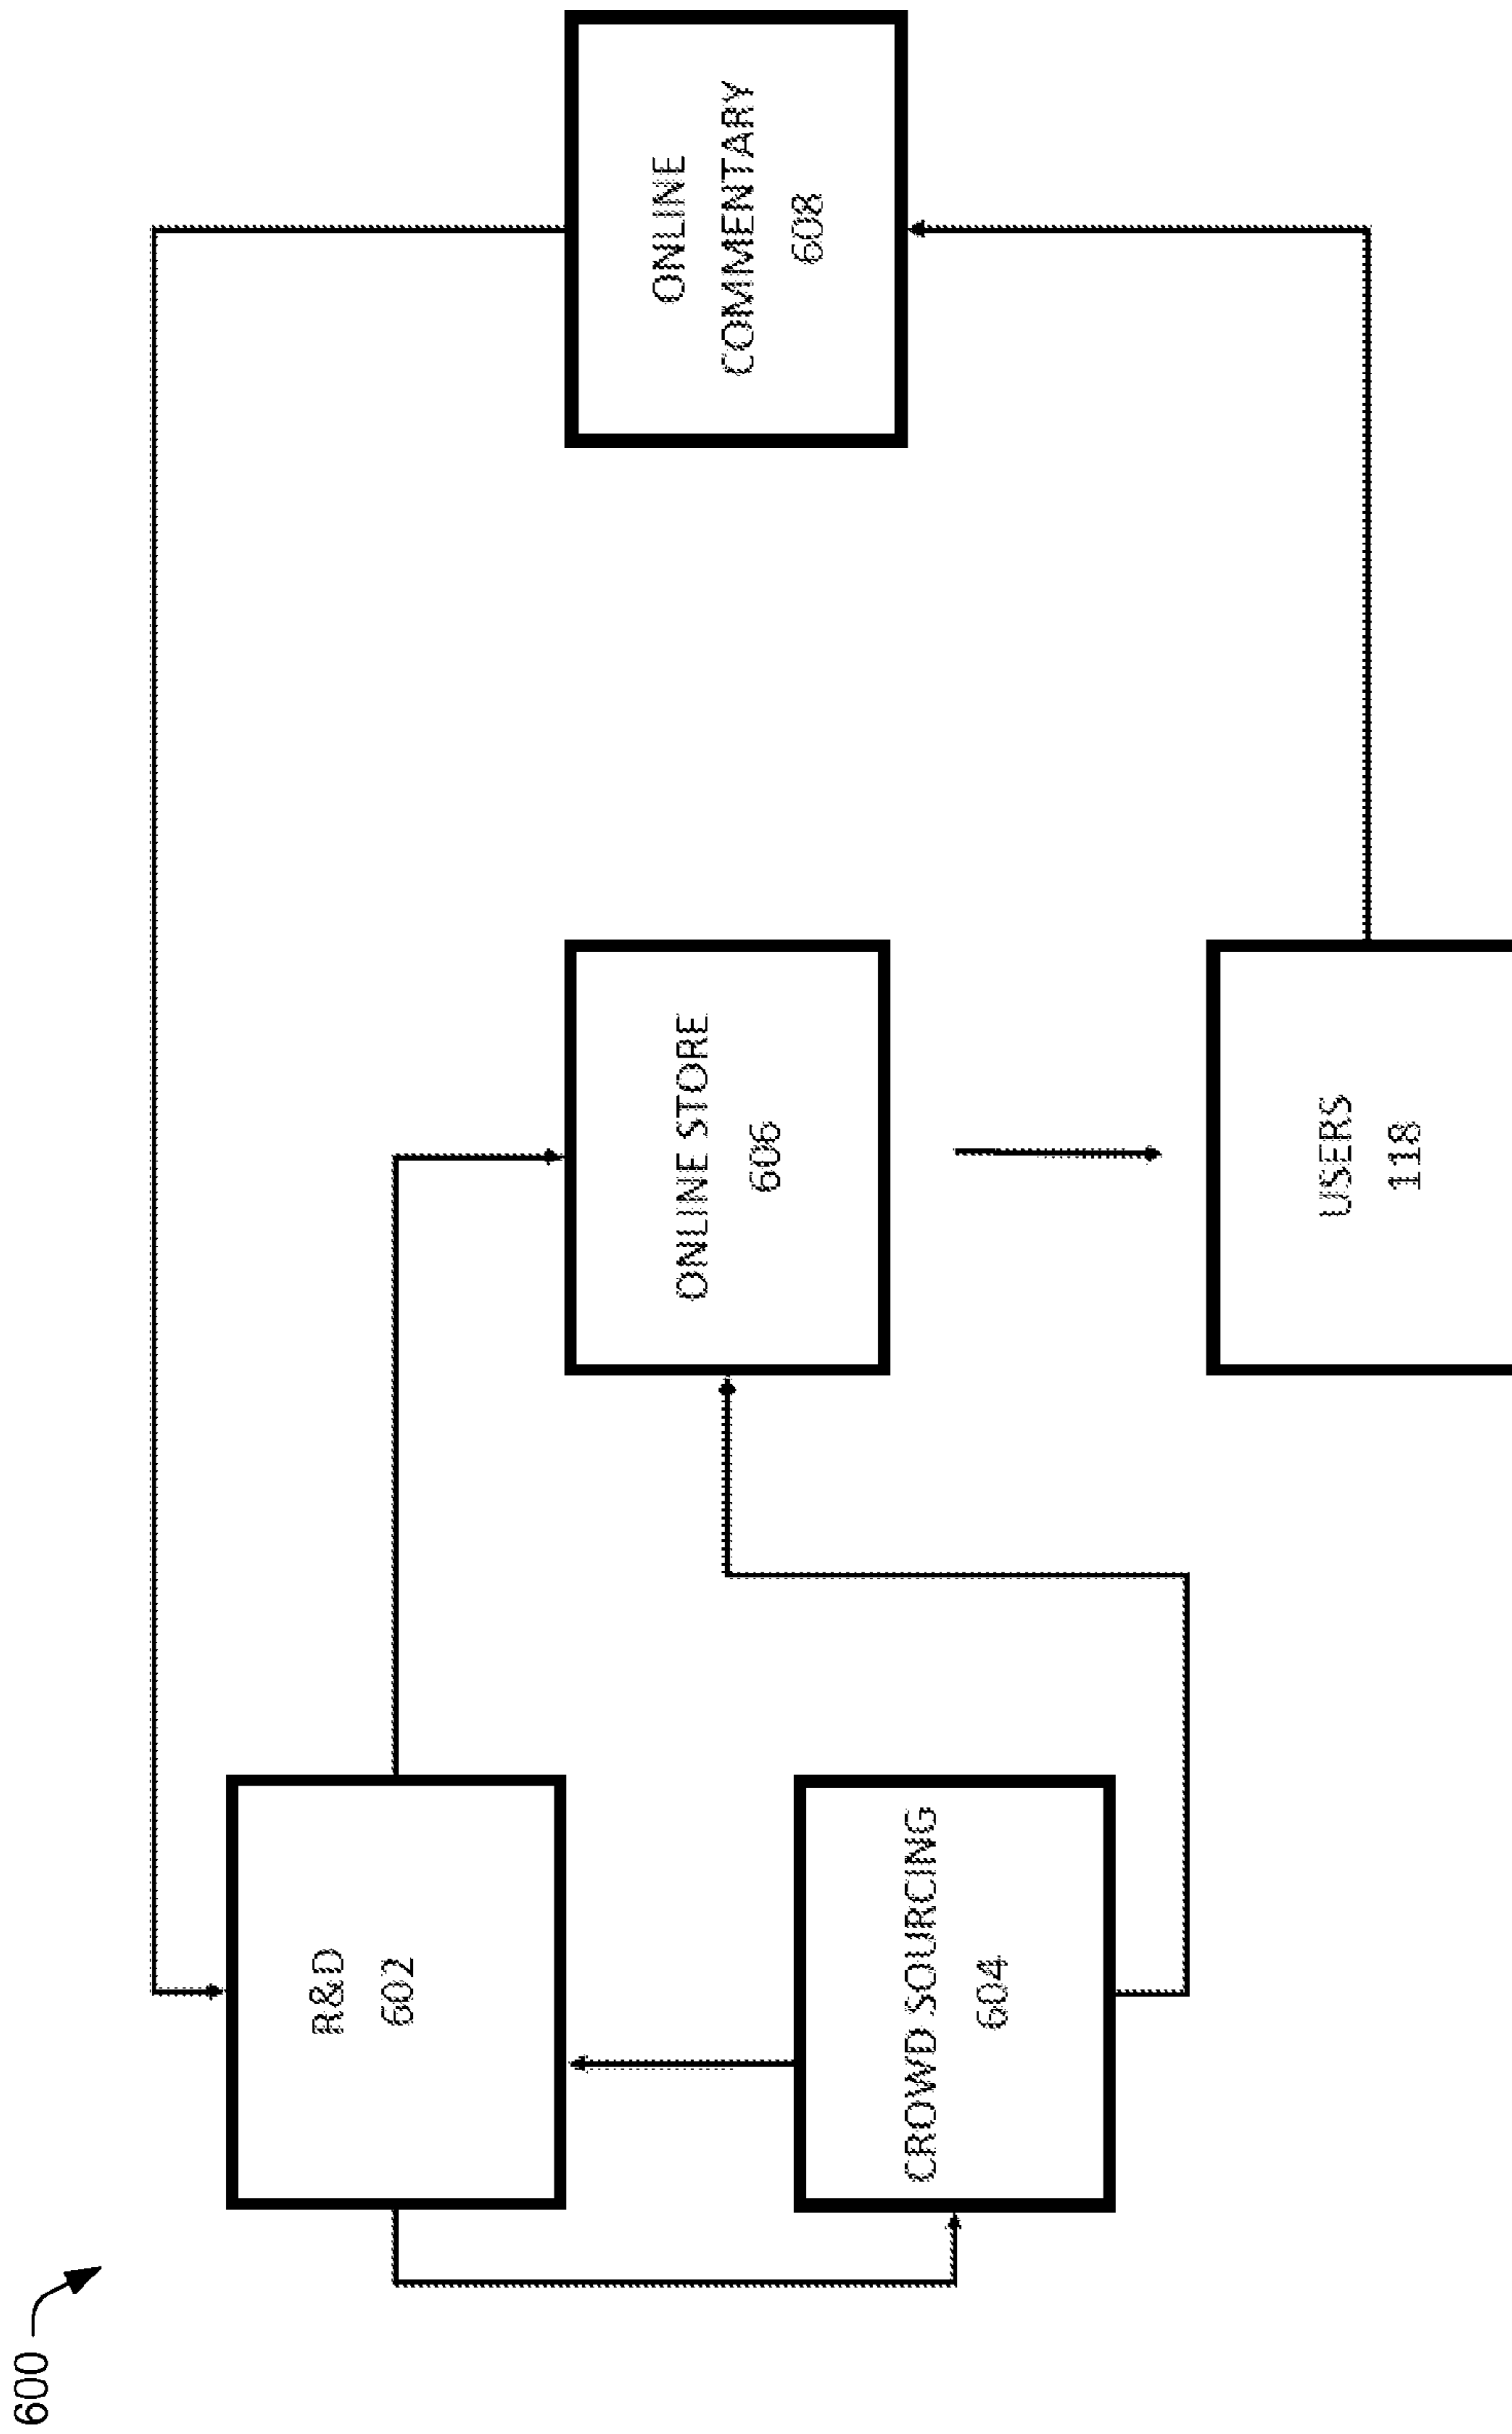 600
R&D
602
CROWD SOURCING
604
ONLINE STORE
606
USERS
118
ONLINE
COMMENTARY
608